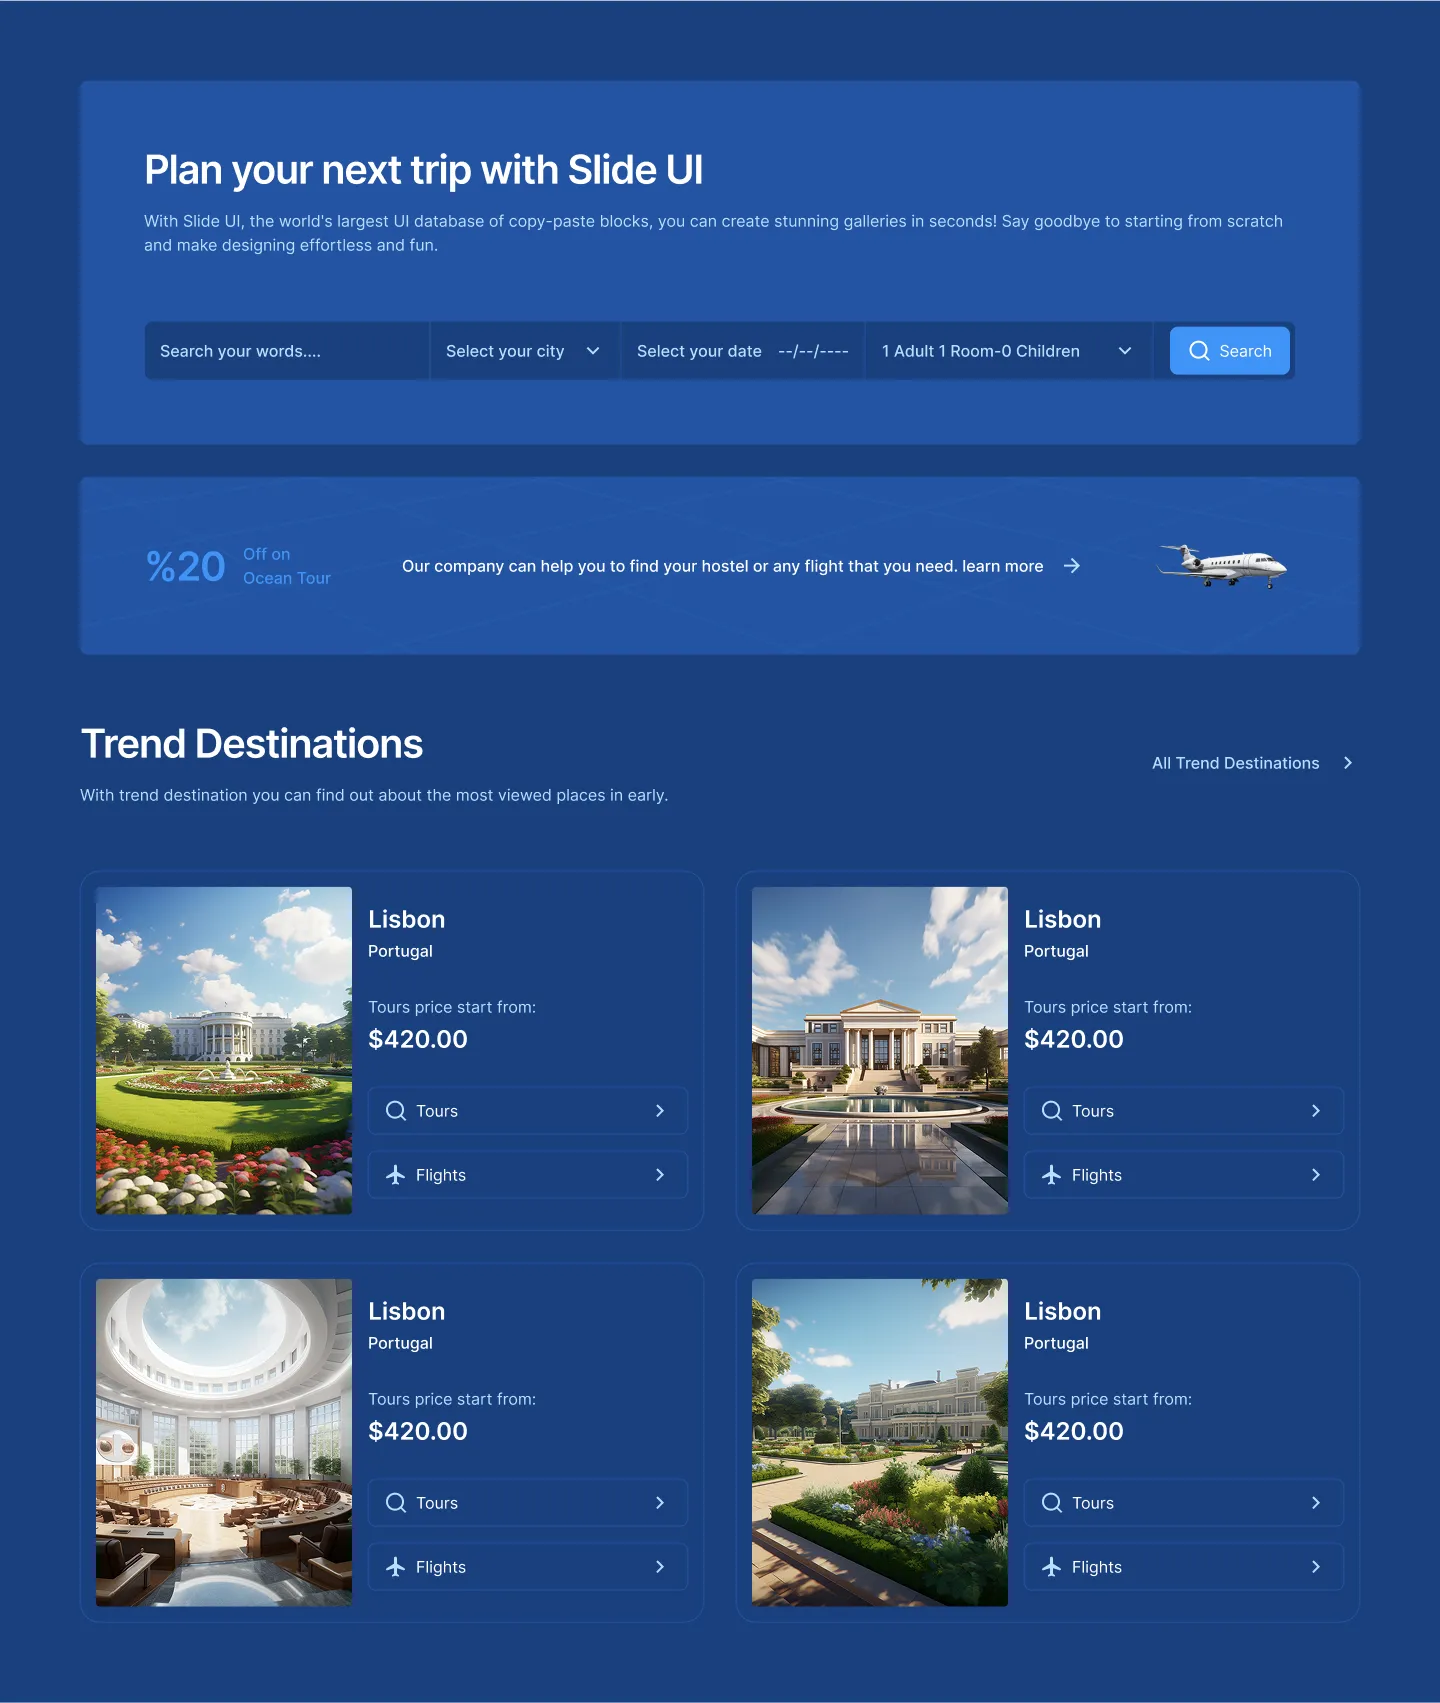 Plan your next trip with Slide UI
With Slide UI, the world's largest UI database of copy-paste blocks, you can create stunning galleries in seconds! Say goodbye to starting from scratch
and make designing effortless and fun.
Search your words....
Select your city
Select your date --/--/----
1 Adult 1 Room-0 Children
Search
%20
Off on
Ocean Tour
Our company can help you to find your hostel or any flight that you need. learn more
Trend Destinations
With trend destination you can find out about the most viewed places in early.
All Trend Destinations
Lisbon
Portugal
Tours price start from:
$420.00
Tours
Flights
Lisbon
Portugal
Tours price start from:
$420.00
Tours
Flights
Lisbon
Portugal
Tours price start from:
$420.00
Tours
Flights
Lisbon
Portugal
Tours price start from:
$420.00
Tours
Flights